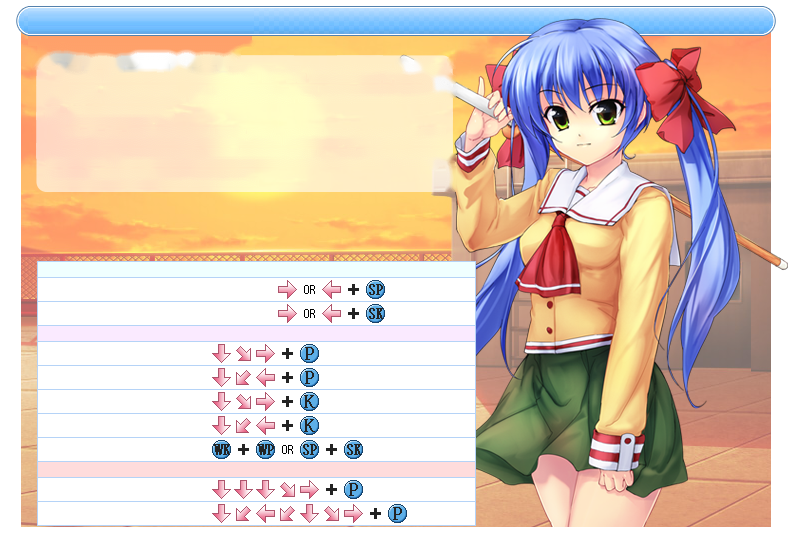 OR + SP
OR + SK
+ P
+ P
+ K
+ K
WK + WP OR SP + SK
+ P
+ P